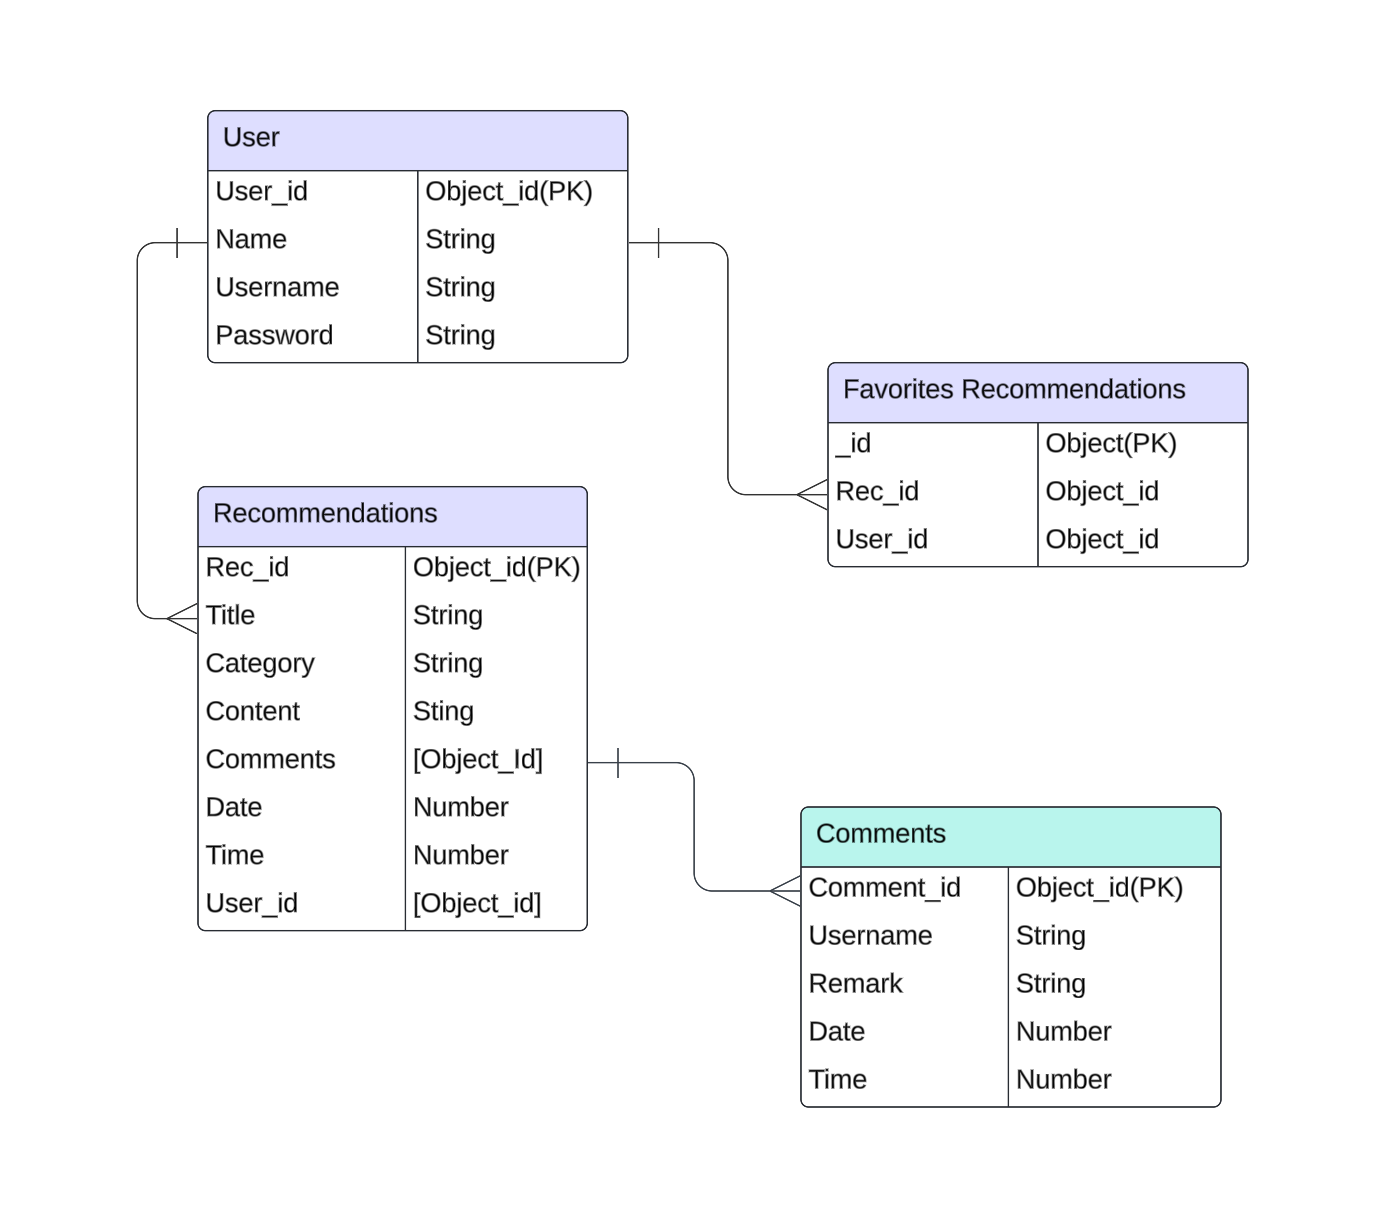 User
User_id Object_id(PK)
Name String
Username String
Password String
Favorites Recommendations
_id Object(PK)
Rec_id Object_id
User_id Object_id
Recommendations
Rec_id Object_id(PK)
Title String
Category String
Content Sting
Comments [Object_Id]
Date Number
Time Number
User_id [Object_id]
Comments
Comment_id Object_id(PK)
Username String
Remark String
Date Number
Time Number